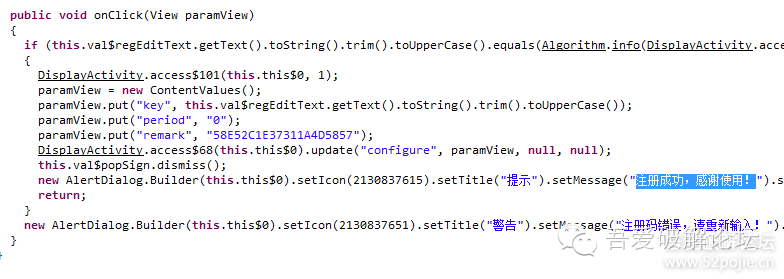 public void onClick(View paramView)
{
if (this.val$regEditText.getText().toString().trim().toUpperCase().equals(Algorithm.info(DisplayActivity.acce
{
DisplayActivity.access$101(this.this$0, 1);
paramView = new ContentValues();
paramView.put("key", this.val$regEditText.getText().toString().trim().toUpperCase());
paramView.put("period", "0");
paramView.put("remark", "58E52C1E37311A4D5857");
DisplayActivity.access$68(this.this$0).update("configure", paramView, null, null);
this.val$popSign.dismiss();
new AlertDialog.Builder(this.this$0).setIcon(2130837615).setTitle("提示").setMessage("注册成功，感谢使用！").s
return;
}
new AlertDialog.Builder(this.this$0).setIcon(2130837651).setTitle("警告").setMessage("注册码错误，请重新输入！")
}
吾爱破解论坛
www.52pojie.cn